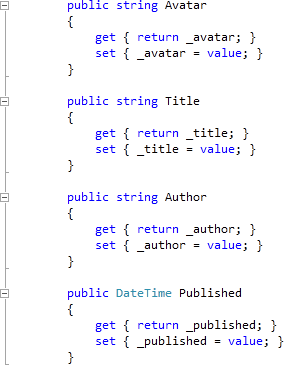 public string Avatar
{
    get { return _avatar; }
    set { _avatar = value; }
}
public string Title
{
    get { return _title; }
    set { _title = value; }
}
public string Author
{
    get { return _author; }
    set { _author = value; }
}
public DateTime Published
{
    get { return _published; }
    set { _published = value; }
}